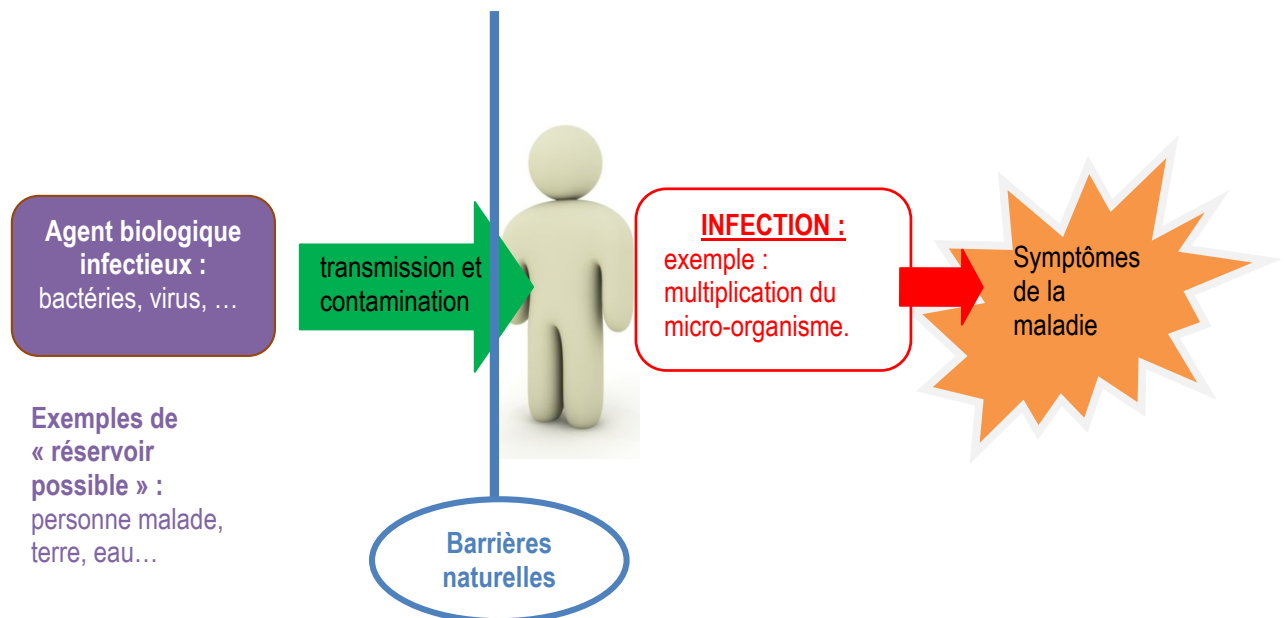 Agent biologique
infectieux :
bactéries, virus, …
Exemples de
« réservoir
possible » :
personne malade,
terre, eau…
transmission et
contamination
Barrières
naturelles
INFECTION :
exemple :
multiplication du
micro-organisme.
Symptômes
de la
maladie